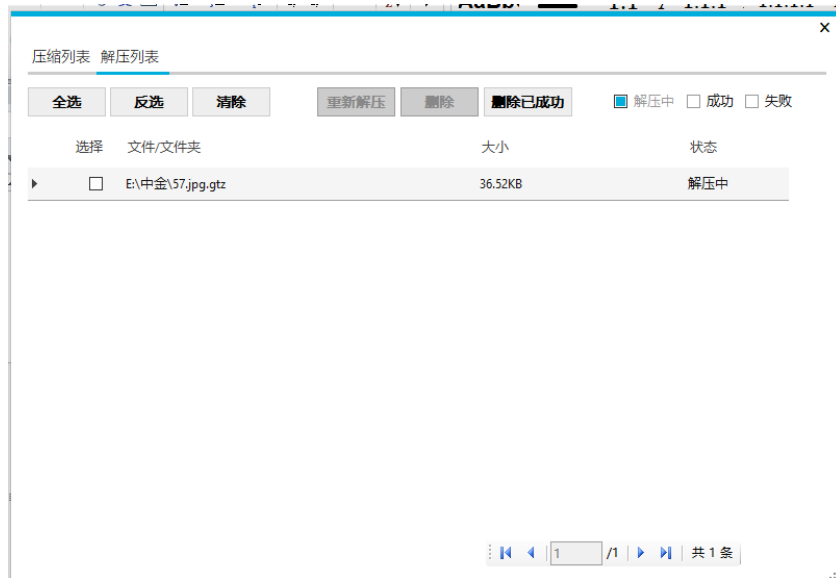 压缩列表 解压列表
全选 反选 清除 重新解压 删除 删除已成功 解压中 成功 失败
选择 文件/文件夹 大小 状态
E:\中金\57.jpg.gtz 36.52KB 解压中
1 /1 共 1 条